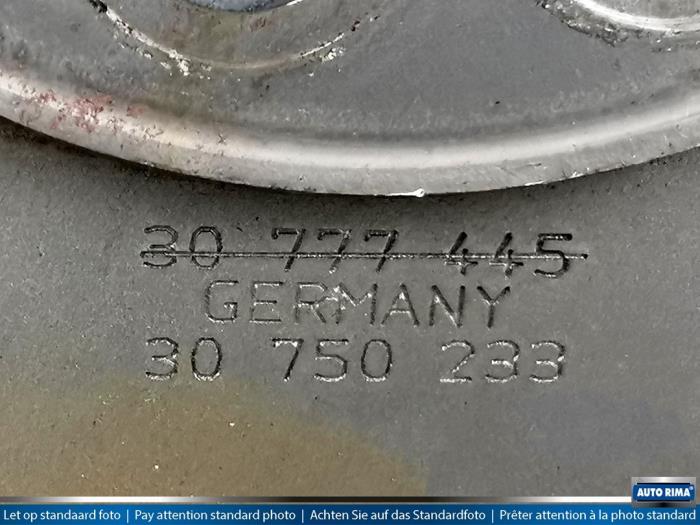 30 777 445
GERMANY
30 750 233
AUTO RIMA®
Let op standaard foto | Pay attention standard photo | Achten Sie auf das Standardfoto | Prêter attention à la photo standard